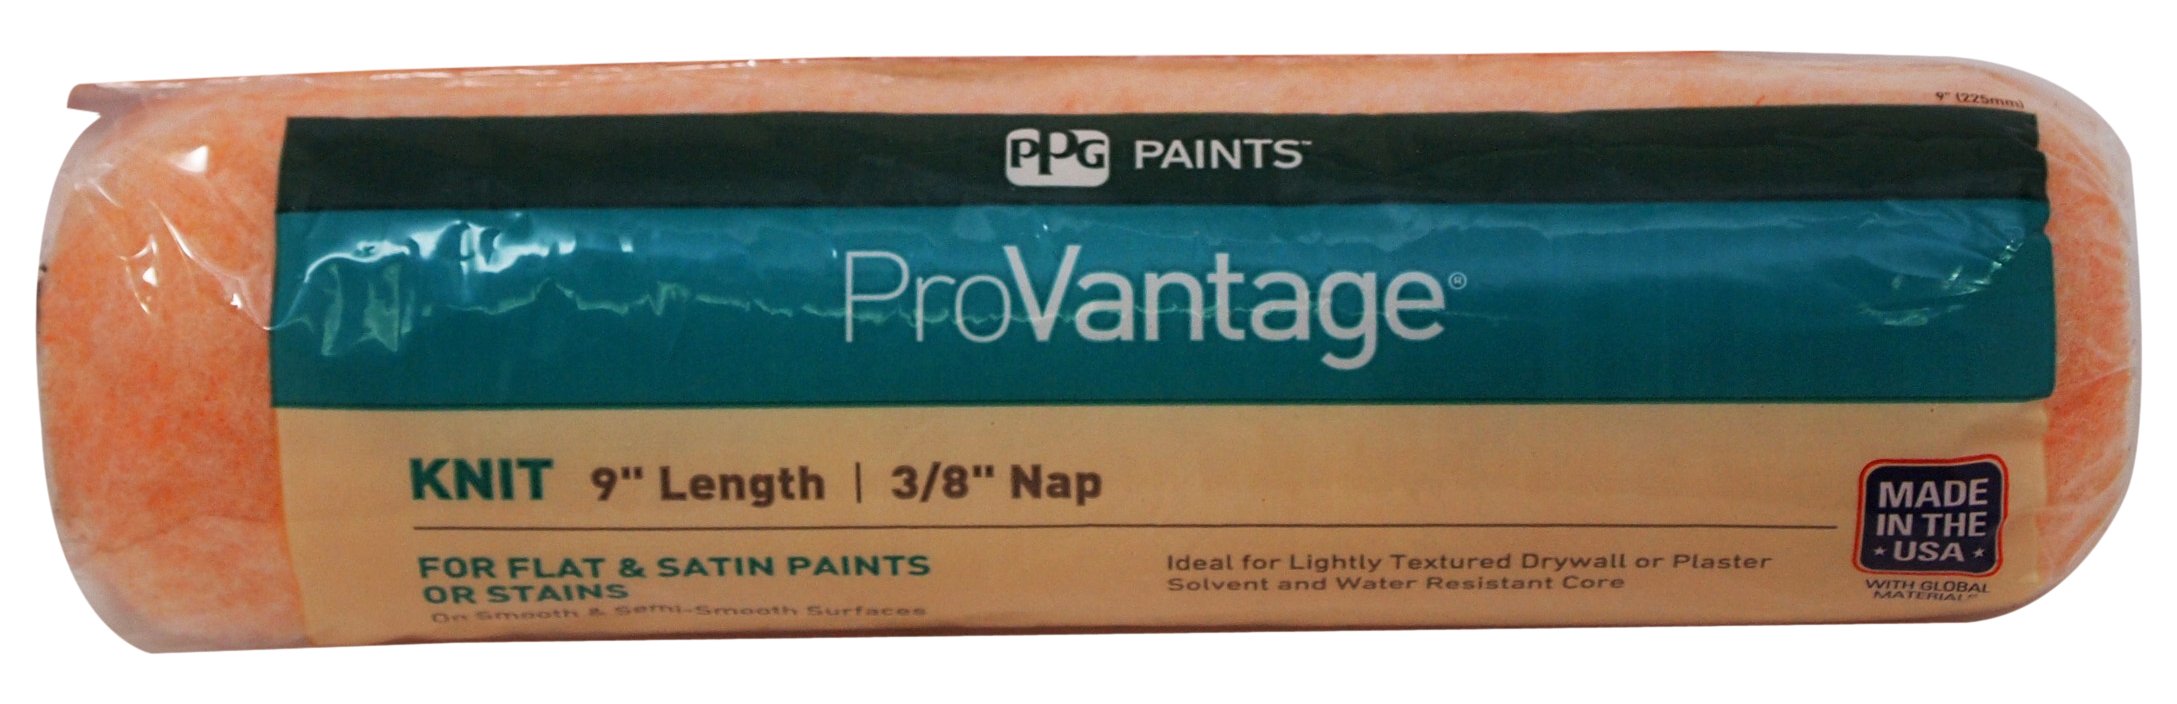 9" (225mm)
PPG PAINTS™
ProVantage®
KNIT 9" Length | 3/8" Nap
FOR FLAT & SATIN PAINTS
OR STAINS
On Smooth & Semi-Smooth Surfaces
Ideal for Lightly Textured Drywall or Plaster
Solvent and Water Resistant Core
MADE
IN THE
USA
WITH GLOBAL
MATERIALS